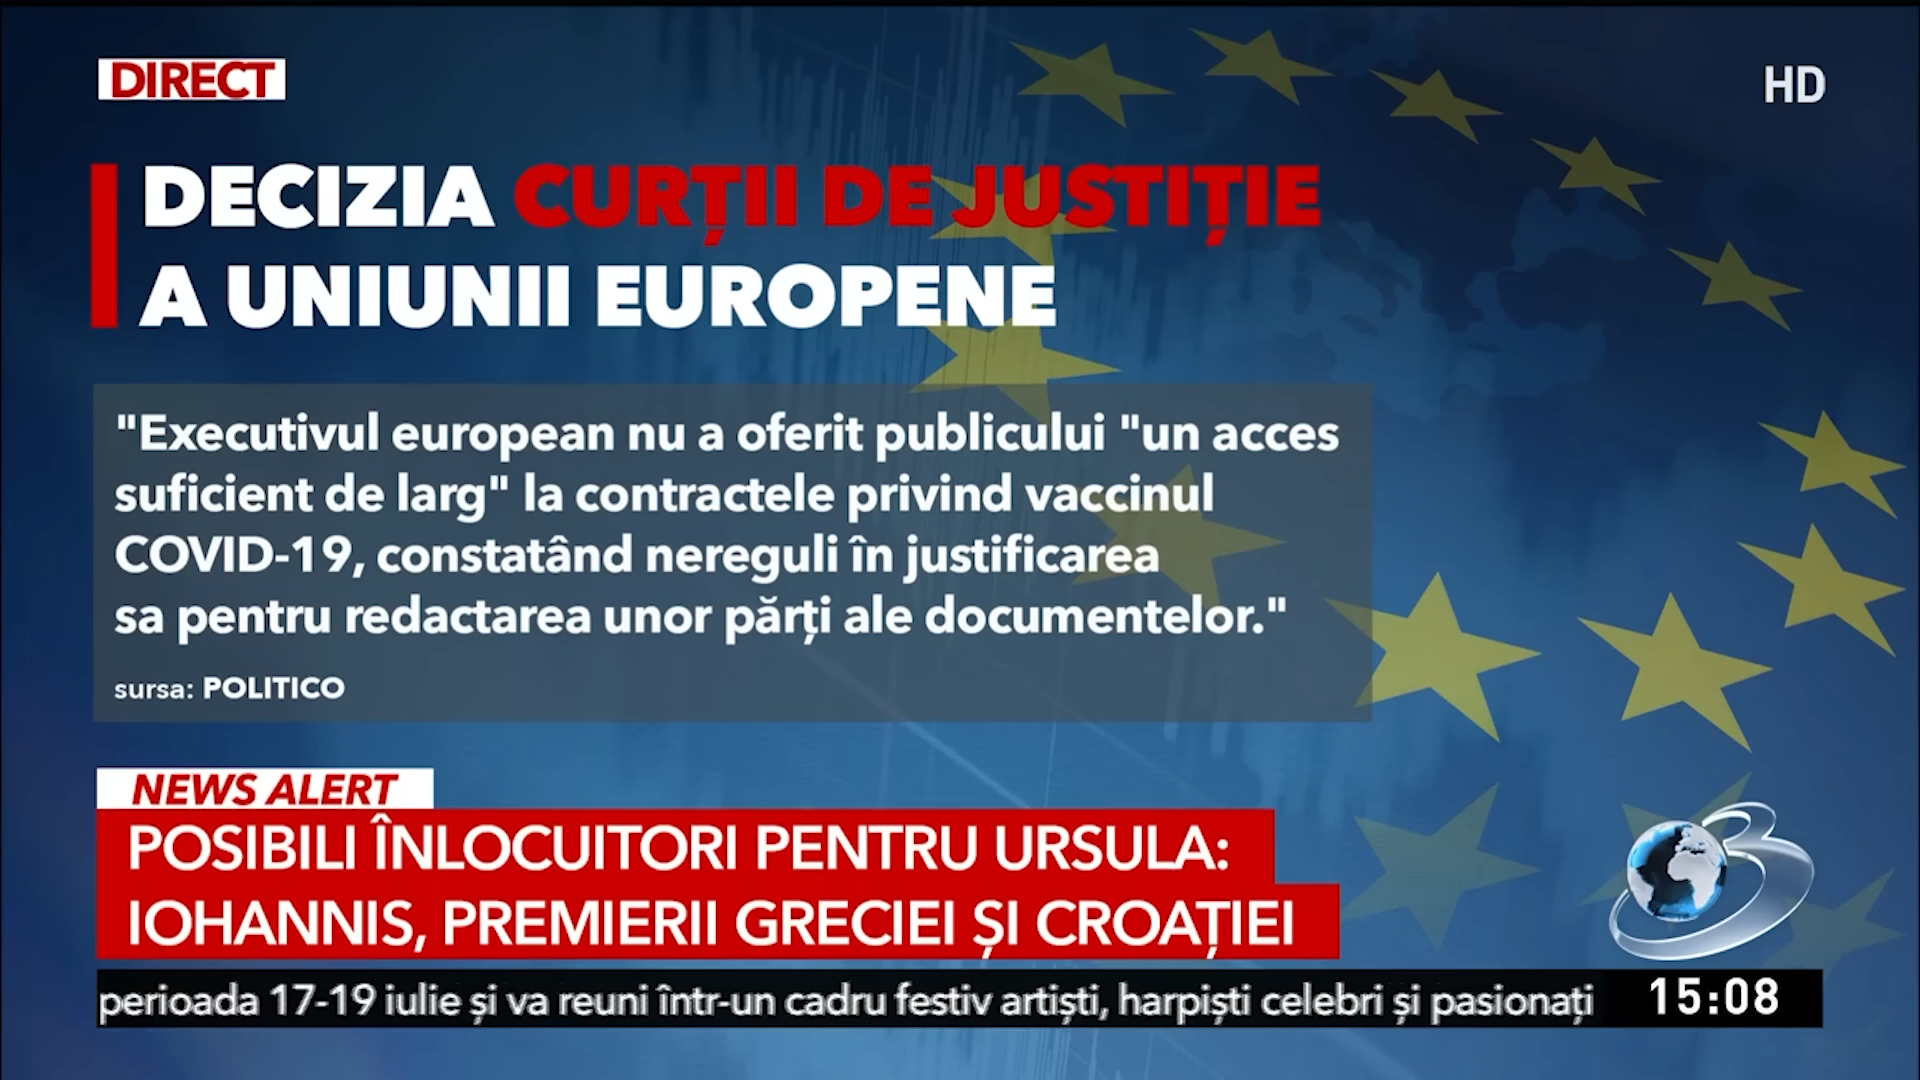 DIRECT
HD
DECIZIA CURȚII DE JUSTIȚIE
A UNIUNII EUROPENE
"Executivul european nu a oferit publicului "un acces
suficient de larg" la contractele privind vaccinul
COVID-19, constatând nereguli în justificarea
sa pentru redactarea unor părți ale documentelor."
sursa: POLITICO
NEWS ALERT
POSIBILI ÎNLOCUITORI PENTRU URSULA:
IOHANNIS, PREMIERII GRECIEI ȘI CROAȚIEI
3
perioada 17-19 iulie și va reuni într-un cadru festiv artiști, harpiști celebri și pasionați
15:08